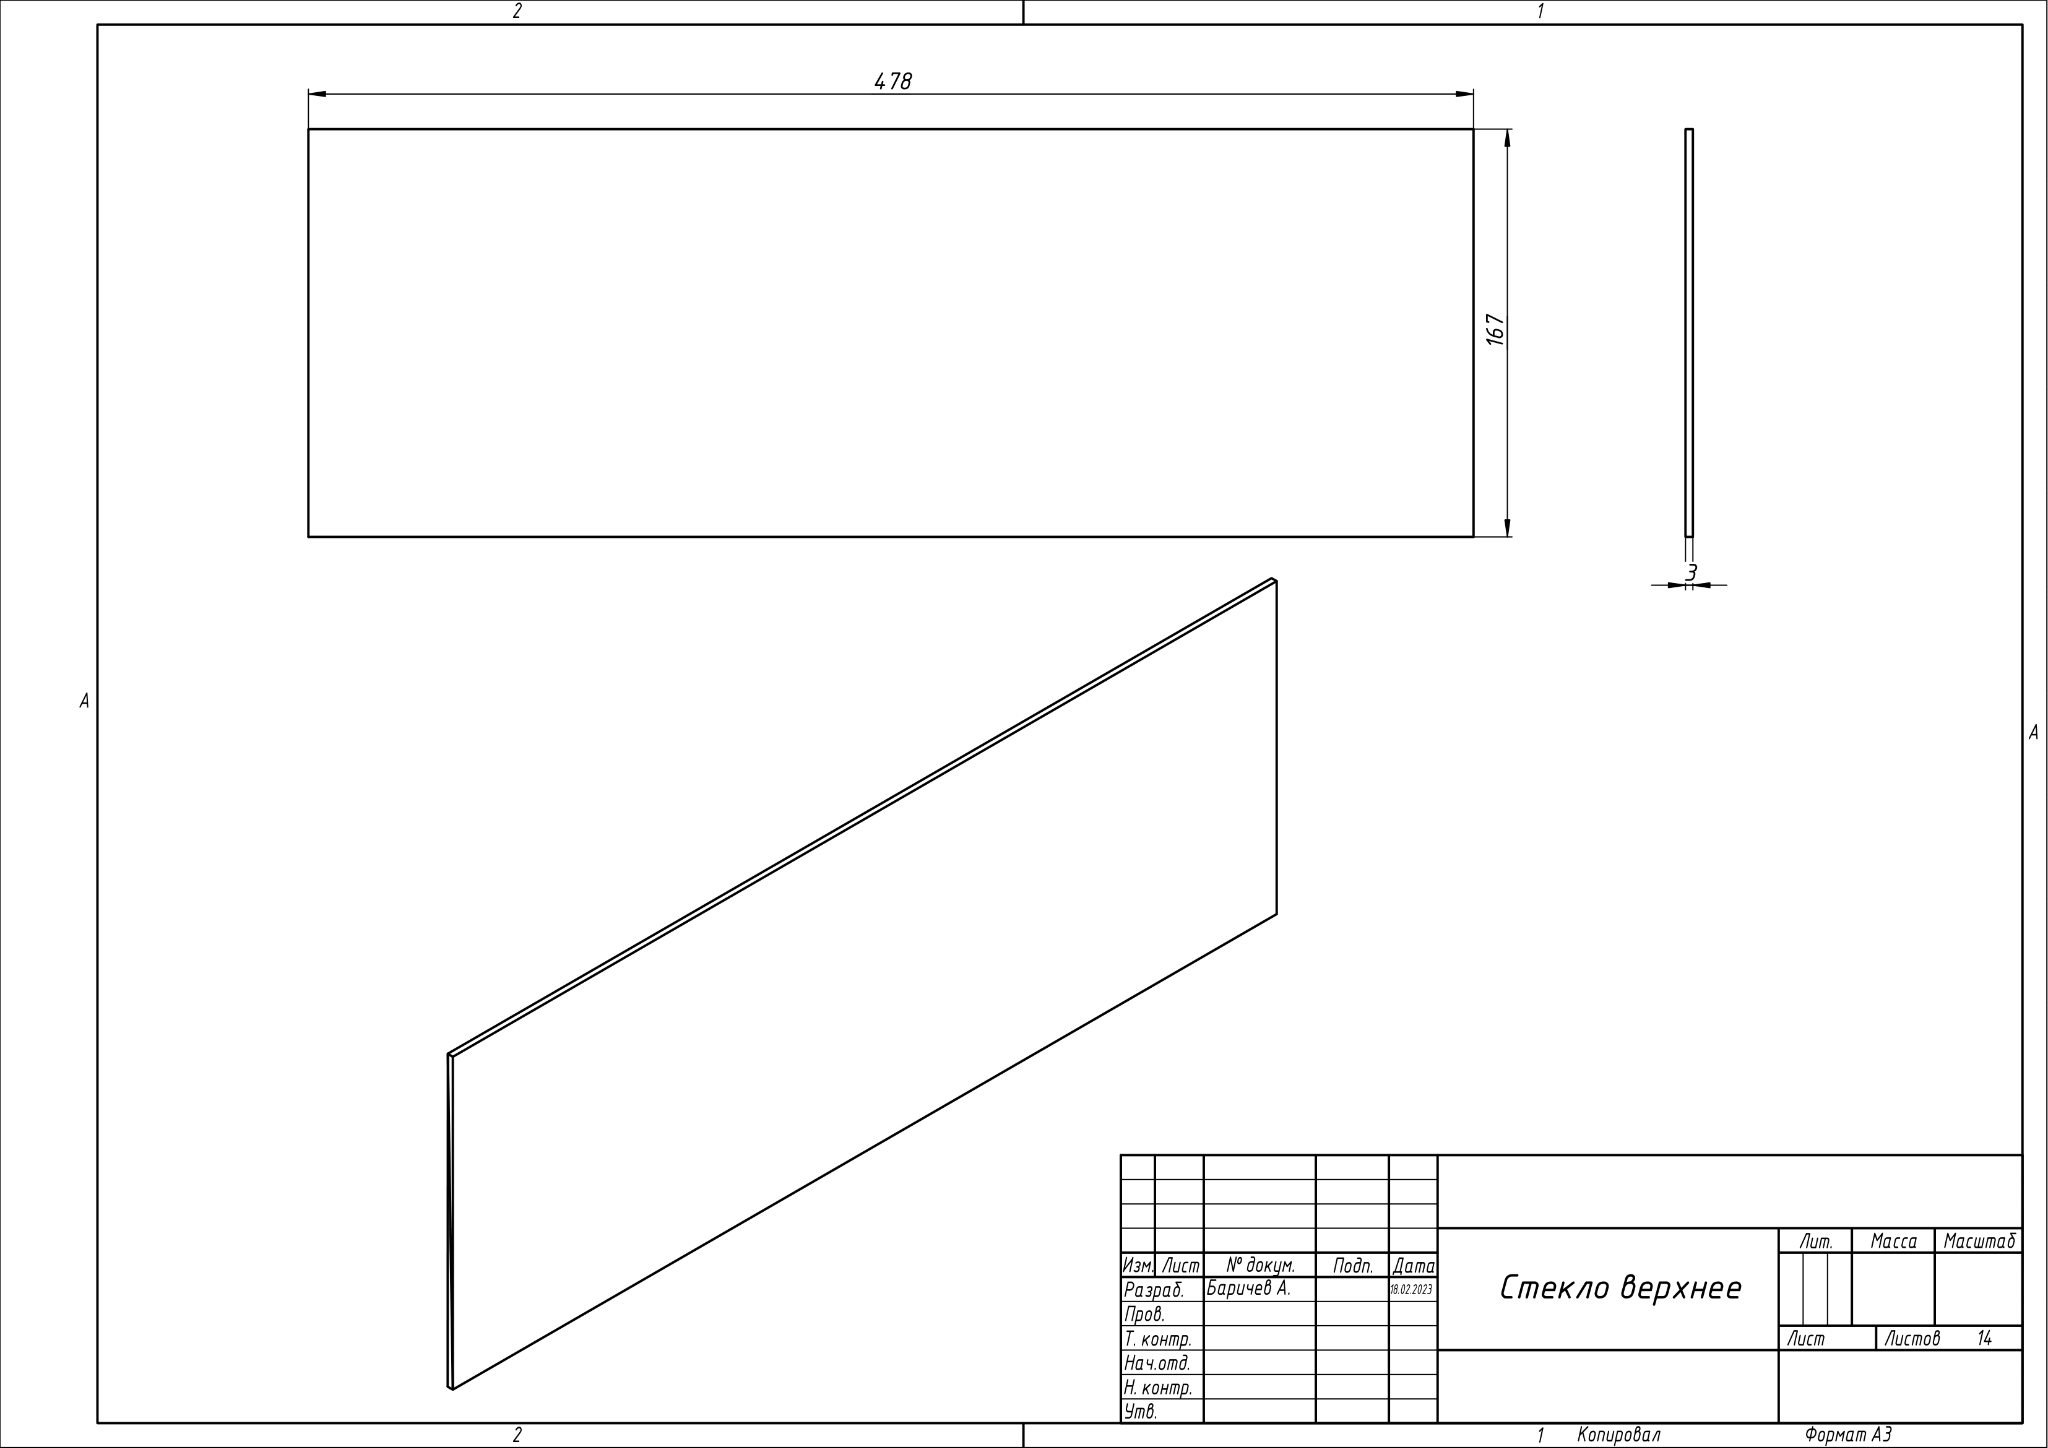 2 1
478
167
3
A
A
Изм. Лист № докум. Подп. Дата
Разраб. Баричев А. 18.02.2023
Пров.
Т. контр.
Нач.отд.
Н. контр.
Утв.
Стекло верхнее
Лит. Масса Масштаб
Лист Листов 14
2 1 Копировал Формат А3